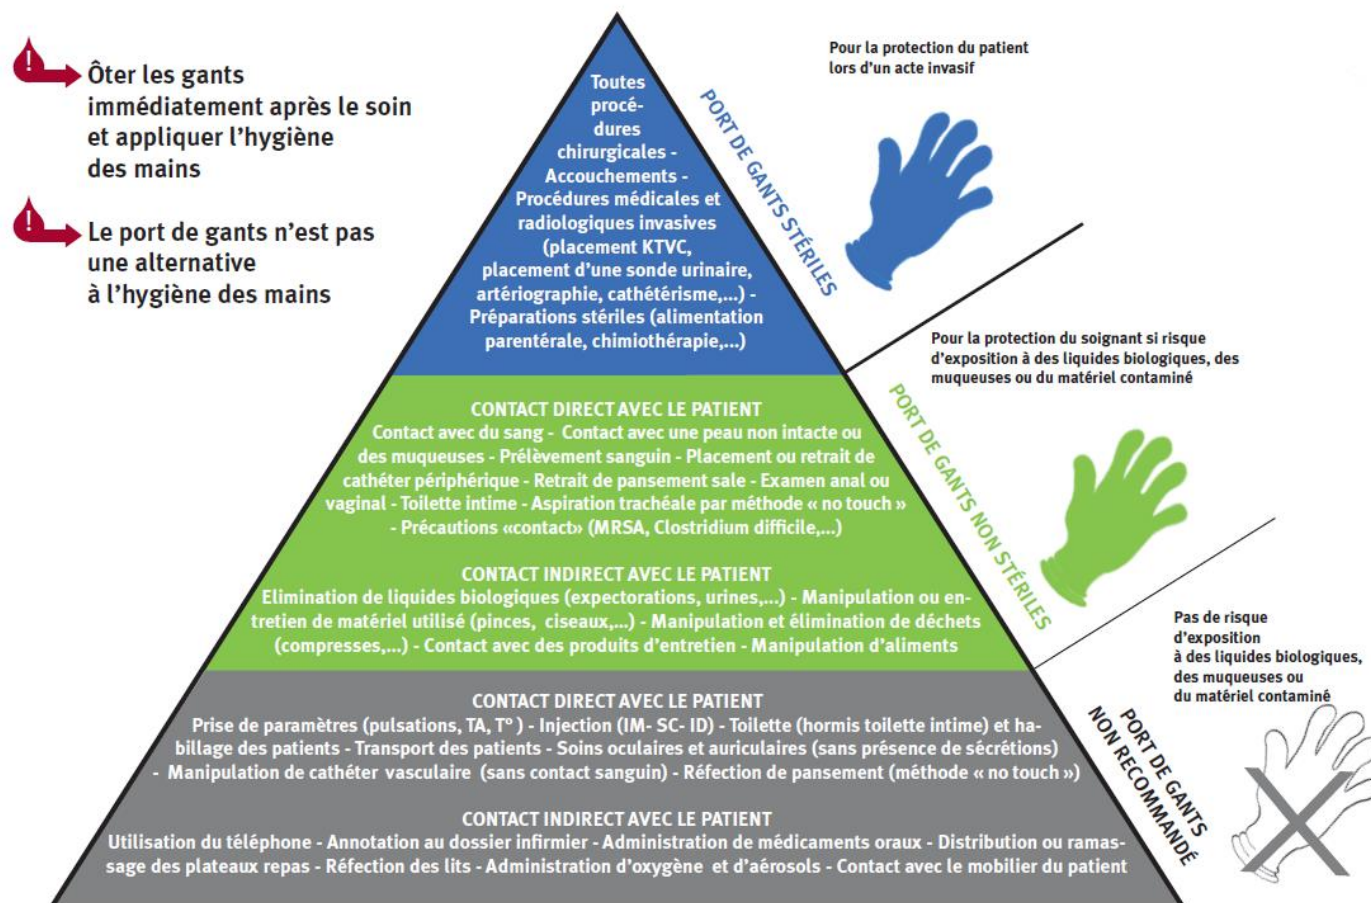 !
Ôter les gants
immédiatement après le soin
et appliquer l'hygiène
des mains
!
Le port de gants n'est pas
une alternative
à l'hygiène des mains
Toutes
procé-
dures
chirurgicales -
Accouchements -
Procédures médicales et
radiologiques invasives
(placement KTVC,
placement d'une sonde urinaire,
artériographie, cathétérisme,...) -
Préparations stériles (alimentation
parentérale, chimiothérapie,...)
PORT DE GANTS STÉRILES
Pour la protection du patient
lors d'un acte invasif
CONTACT DIRECT AVEC LE PATIENT
Contact avec du sang - Contact avec une peau non intacte ou
des muqueuses - Prélèvement sanguin - Placement ou retrait de
cathéter périphérique - Retrait de pansement sale - Examen anal ou
vaginal - Toilette intime - Aspiration trachéale par méthode « no touch »
- Précautions «contact» (MRSA, Clostridium difficile,...)
CONTACT INDIRECT AVEC LE PATIENT
Elimination de liquides biologiques (expectorations, urines,...) - Manipulation ou en-
tretien de matériel utilisé (pinces, ciseaux,...) - Manipulation et élimination de déchets
(compresses,...) - Contact avec des produits d'entretien - Manipulation d'aliments
PORT DE GANTS NON STÉRILES
Pour la protection du soignant si risque
d'exposition à des liquides biologiques, des
muqueuses ou du matériel contaminé
CONTACT DIRECT AVEC LE PATIENT
Prise de paramètres (pulsations, TA, T° ) - Injection (IM- SC- ID) - Toilette (hormis toilette intime) et ha-
billage des patients - Transport des patients - Soins oculaires et auriculaires (sans présence de sécrétions)
- Manipulation de cathéter vasculaire (sans contact sanguin) - Réfection de pansement (méthode « no touch »)
CONTACT INDIRECT AVEC LE PATIENT
Utilisation du téléphone - Annotation au dossier infirmier - Administration de médicaments oraux - Distribution ou ramas-
sage des plateaux repas - Réfection des lits - Administration d'oxygène et d'aérosols - Contact avec le mobilier du patient
PORT DE GANTS
NON RECOMMANDÉ
Pas de risque
d'exposition
à des liquides biologiques,
des muqueuses ou
du matériel contaminé